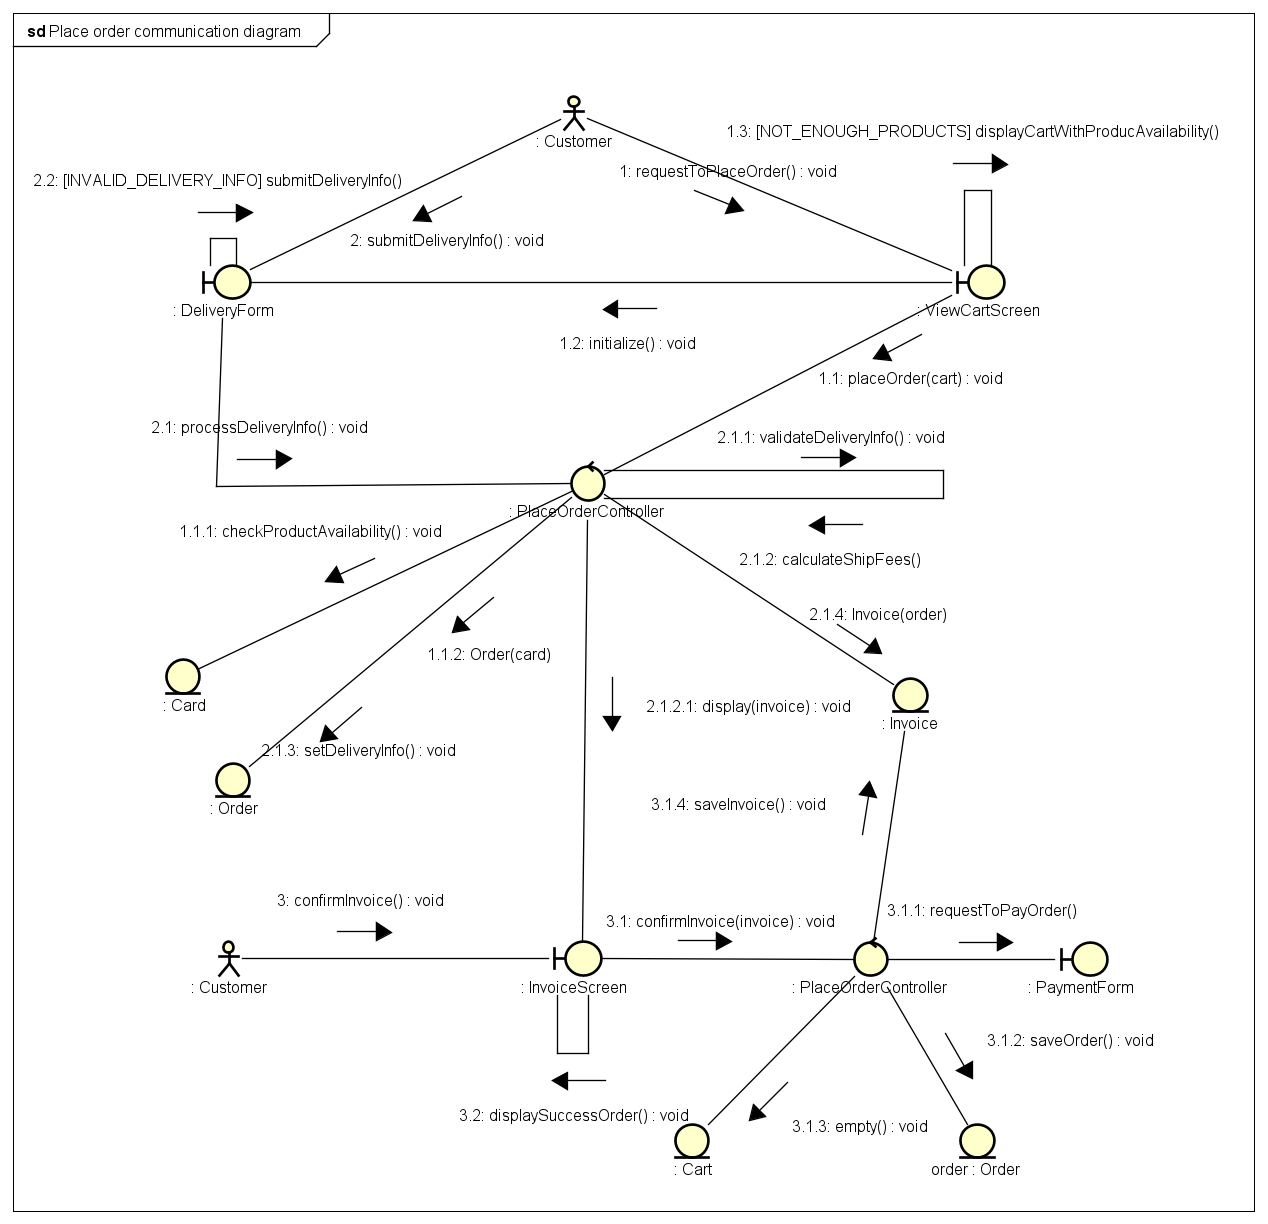 sd Place order communication diagram
: Customer
1.3: [NOT_ENOUGH_PRODUCTS] displayCartWithProducAvailability()
1: requestToPlaceOrder() : void
2.2: [INVALID_DELIVERY_INFO] submitDeliveryInfo()
2: submitDeliveryInfo() : void
: DeliveryForm
: ViewCartScreen
1.2: initialize() : void
1.1: placeOrder(cart) : void
2.1: processDeliveryInfo() : void
2.1.1: validateDeliveryInfo() : void
: PlaceOrderController
1.1.1: checkProductAvailability() : void
2.1.2: calculateShipFees()
2.1.4: Invoice(order)
1.1.2: Order(card)
: Card
2.1.2.1: display(invoice) : void
: Invoice
2.1.3: setDeliveryInfo() : void
: Order
3.1.4: saveInvoice() : void
3: confirmInvoice() : void
3.1: confirmInvoice(invoice) : void
3.1.1: requestToPayOrder()
: Customer
: InvoiceScreen
: PlaceOrderController
: PaymentForm
3.1.2: saveOrder() : void
3.2: displaySuccessOrder() : void
3.1.3: empty() : void
: Cart
order : Order